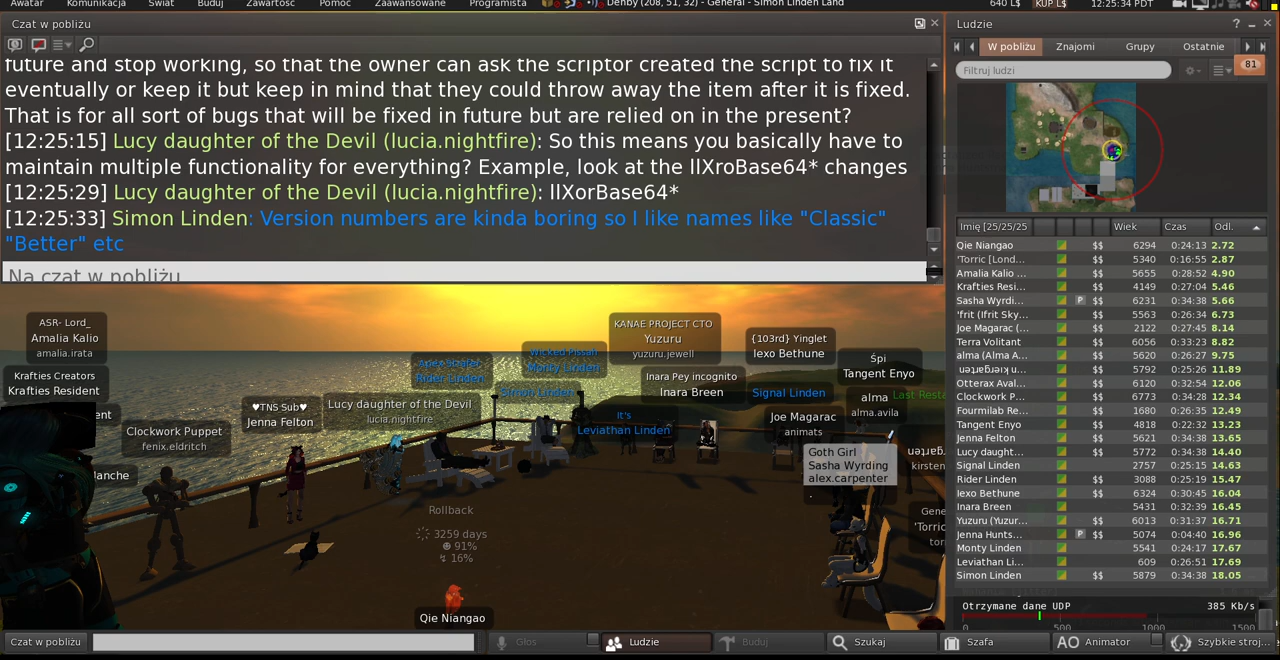 Awatar Komunikacja Świat Buduj Zawartość Pomoc Zaawansowane Programista Denby (208, 51, 32) - General - Simon Linden Land 640 L$ KUP L$ 12:25:34 PDT
Czat w pobliżu
future and stop working, so that the owner can ask the scriptor created the script to fix it
eventually or keep it but keep in mind that they could throw away the item after it is fixed.
That is for all sort of bugs that will be fixed in future but are relied on in the present?
[12:25:15] Lucy daughter of the Devil (lucia.nightfire): So this means you basically have to
maintain multiple functionality for everything? Example, look at the llXroBase64* changes
[12:25:29] Lucy daughter of the Devil (lucia.nightfire): llXorBase64*
[12:25:33] Simon Linden: Version numbers are kinda boring so I like names like "Classic"
"Better" etc
Na czat w pobliżu
ASR- Lord_
Amalia Kalio
amalia.irata
Krafties Creators
Krafties Resident
ent
Clockwork Puppet
fenix.eldritch
lanche
♥TNS Sub♥
Jenna Felton
Lucy daughter of the Devil
lucia.nightfire
Rider Linden
Wicked Pissah
Monty Linden
Simon Linden
KANAE PROJECT CTO
Yuzuru
yuzuru.jewell
Inara Pey incognito
Inara Breen
It's
Leviathan Linden
{103rd} Yinglet
Iexo Bethune
Signal Linden
Śpi
Tangent Enyo
alma
alma.avila
Last Resta
Joe Magarac
animats
Goth Girl
Sasha Wyrding
alex.carpenter
kirsten
Gene
'Torric
tor
Rollback
3259 days
91%
16%
Qie Niangao
Ludzie
? _ ×
W pobliżu Znajomi Grupy Ostatnie
Filtruj ludzi
81
Imię [25/25/25 Wiek Czas Odl.
Qie Niangao $$ 6294 0:24:13 2.72
'Torric [Lond... $$ 5340 0:16:55 2.87
Amalia Kalio ... $$ 5655 0:28:52 4.90
Krafties Resi... $$ 4149 0:27:04 5.46
Sasha Wyrdi... P $$ 6231 0:34:38 5.66
'frit (Ifrit Sky... $$ 5563 0:26:34 6.73
Joe Magarac (... $$ 2122 0:27:45 8.14
Terra Volitant $$ 6056 0:33:23 8.82
alma (Alma A... $$ 5620 0:26:27 9.75
$$ 5792 0:25:26 11.89
Otterax Aval... $$ 6120 0:32:54 12.06
Clockwork P... $$ 6773 0:34:28 12.34
Fourmilab Re... $$ 1680 0:26:35 12.49
Tangent Enyo $$ 4818 0:22:32 13.23
Jenna Felton $$ 5621 0:34:38 13.65
Lucy daught... $$ 5772 0:34:38 14.40
Signal Linden 2757 0:25:15 14.63
Rider Linden $$ 3088 0:25:19 15.47
Iexo Bethune $$ 6324 0:30:45 16.04
Inara Breen 5431 0:32:39 16.45
Yuzuru (Yuzur... $$ 6013 0:31:37 16.71
Jenna Hunts... P $$ 5074 0:04:40 16.96
Monty Linden 5541 0:24:17 17.67
Leviathan Li... 609 0:26:51 17.69
Simon Linden $$ 5879 0:34:38 18.05
Otrzymane dane UDP 385 Kb/s
0 500 1000 1500
Czat w pobliżu Głos Ludzie Buduj Szukaj Szafa AO Animator Szybkie stroj...